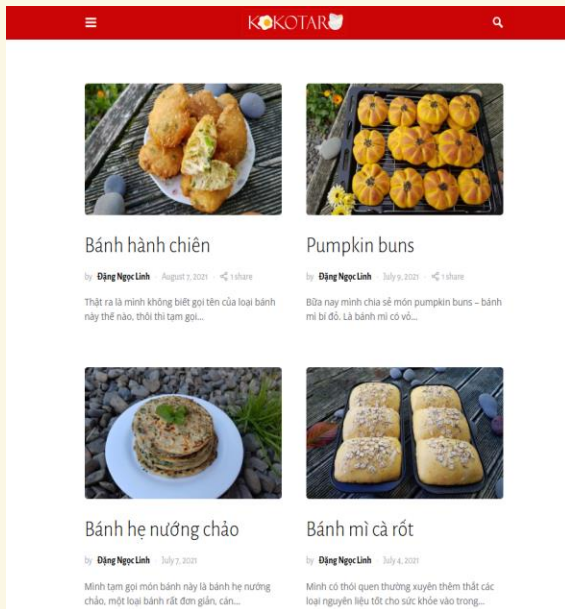 KOKOTARO
Bánh hành chiên
by Đặng Ngọc Linh - August 7, 2021 - 1 share
Thật ra là mình không biết gọi tên của loại bánh
này thế nào, thôi thì tạm gọi...
Pumpkin buns
by Đặng Ngọc Linh - July 9, 2021 - 1 share
Bữa nay mình chia sẻ món pumpkin buns – bánh
mì bí đỏ. Là bánh mì có vỏ...
Bánh hẹ nướng chảo
by Đặng Ngọc Linh - July 7, 2021
Mình tạm gọi món bánh này là bánh hẹ nướng
chảo, một loại bánh rất đơn giản, cán...
Bánh mì cà rốt
by Đặng Ngọc Linh - July 4, 2021
Mình có thói quen thường xuyên thêm thắt các
loại nguyên liệu tốt cho sức khỏe vào trong...